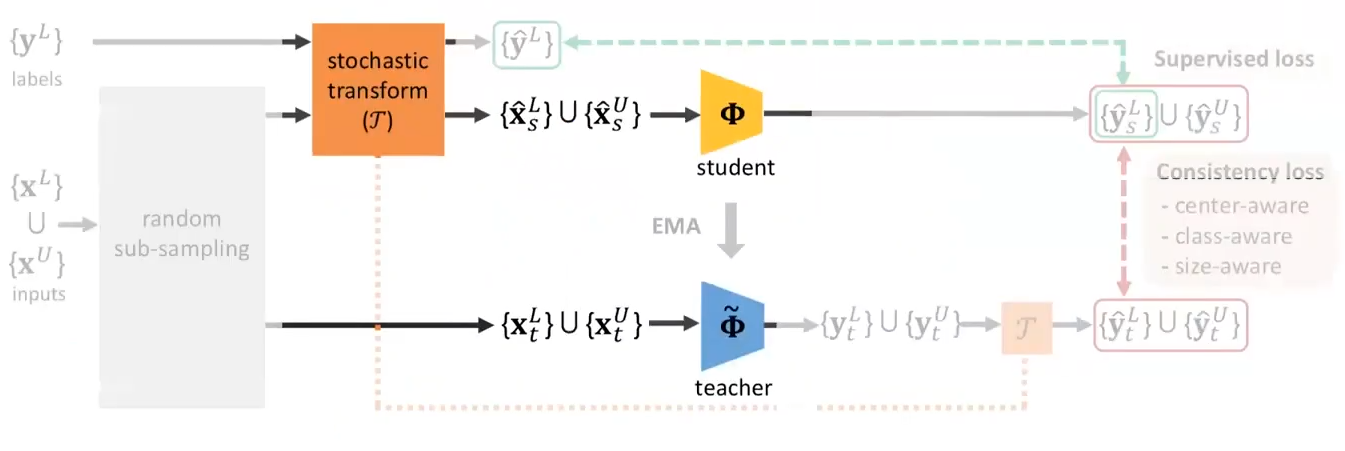 {y^L}
labels
stochastic
transform
(𝒯)
{ŷ^L}
Supervised loss
{x̂_s^L} ∪ {x̂_s^U}
Φ
student
{ŷ_s^L} ∪ {ŷ_s^U}
{x^L}
∪
{x^U}
inputs
random
sub-sampling
EMA
Consistency loss
- center-aware
- class-aware
- size-aware
{x_t^L} ∪ {x_t^U}
Φ̃
teacher
{y_t^L} ∪ {y_t^U}
𝒯
{ŷ_t^L} ∪ {ŷ_t^U}